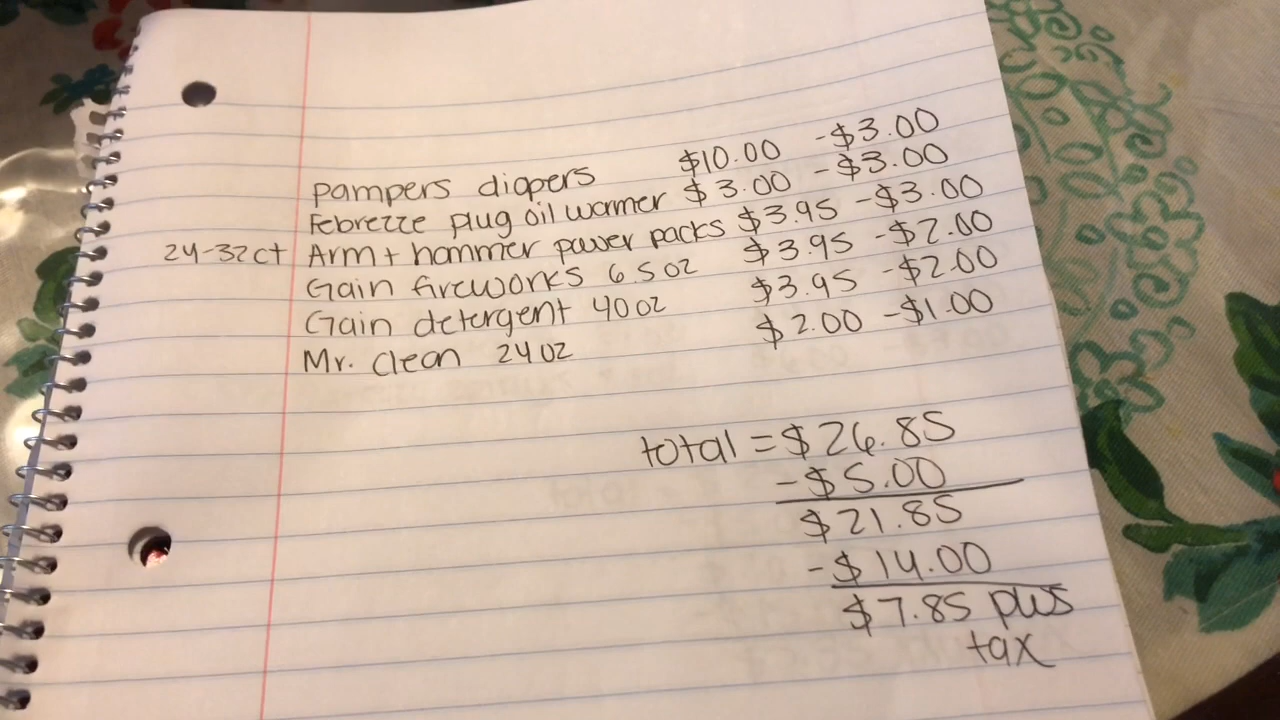 pampers diapers $10.00 -$3.00
Febrezze plug oil warmer $3.00 -$3.00
24-32ct Arm + hammer power packs $3.95 -$3.00
Gain fireworks 6.5oz $3.95 -$2.00
Gain detergent 40oz $3.95 -$2.00
Mr. Clean 24oz $2.00 -$1.00
total = $26.85
-$5.00
$21.85
-$14.00
$7.85 plus
tax